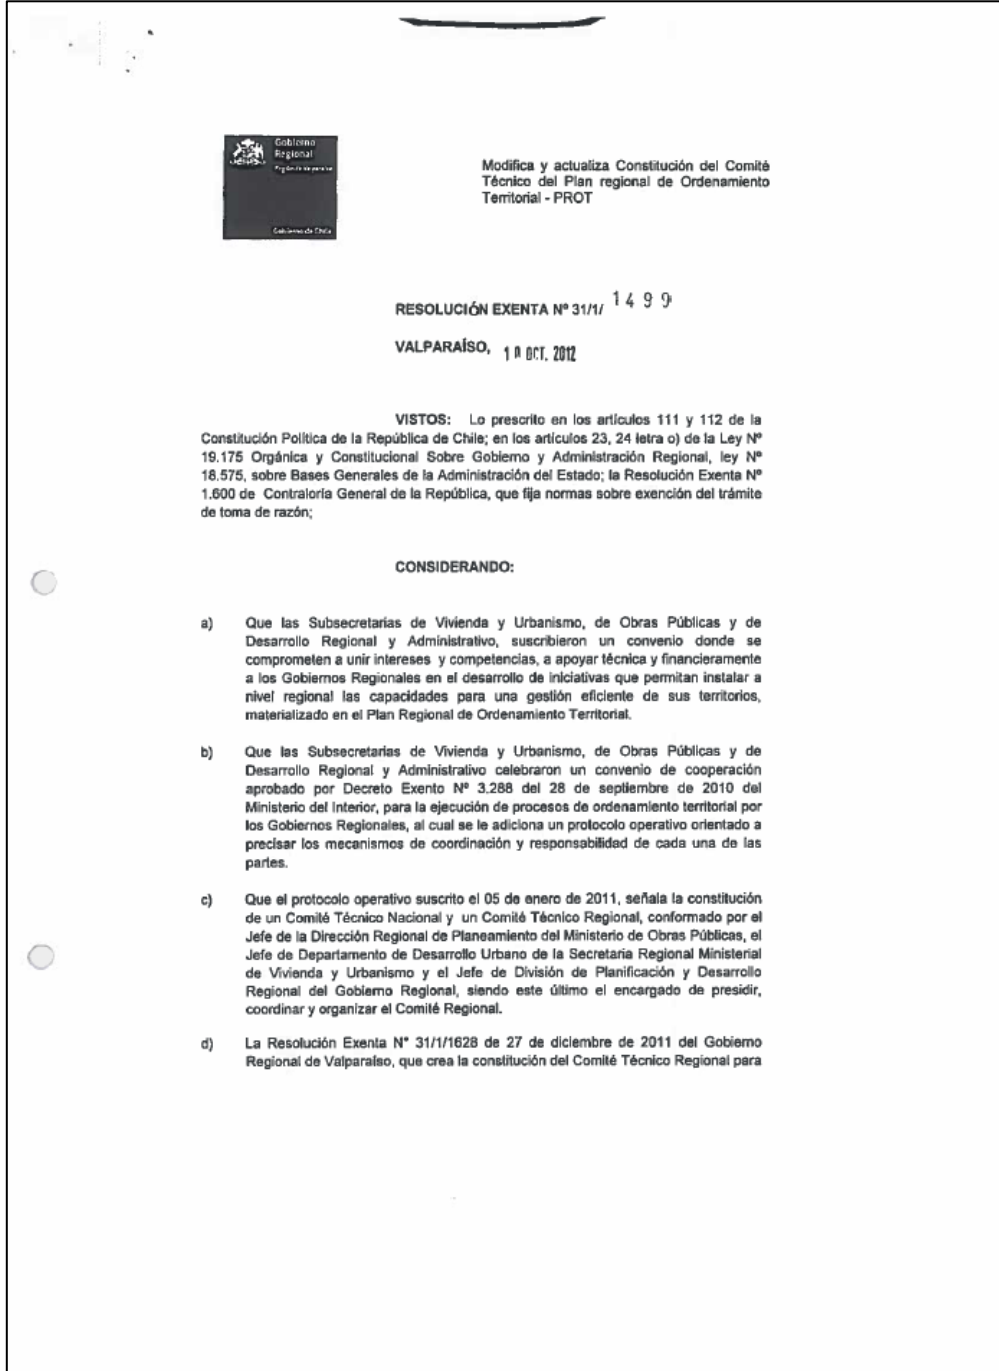 Gobierno
Regional
Región de Valparaíso
Gobierno de Chile
Modifica y actualiza Constitución del Comité
Técnico del Plan regional de Ordenamiento
Territorial - PROT
RESOLUCIÓN EXENTA Nº 31/1/ 1499
VALPARAÍSO, 10 OCT. 2012
VISTOS: Lo prescrito en los artículos 111 y 112 de la
Constitución Política de la República de Chile; en los artículos 23, 24 letra o) de la Ley Nº
19.175 Orgánica y Constitucional Sobre Gobierno y Administración Regional, ley Nº
18.575, sobre Bases Generales de la Administración del Estado; la Resolución Exenta Nº
1.600 de Contraloría General de la República, que fija normas sobre exención del trámite
de toma de razón;
CONSIDERANDO:
a) Que las Subsecretarías de Vivienda y Urbanismo, de Obras Públicas y de
Desarrollo Regional y Administrativo, suscribieron un convenio donde se
comprometen a unir intereses y competencias, a apoyar técnica y financieramente
a los Gobiernos Regionales en el desarrollo de iniciativas que permitan instalar a
nivel regional las capacidades para una gestión eficiente de sus territorios,
materializado en el Plan Regional de Ordenamiento Territorial.
b) Que las Subsecretarías de Vivienda y Urbanismo, de Obras Públicas y de
Desarrollo Regional y Administrativo celebraron un convenio de cooperación
aprobado por Decreto Exento Nº 3.288 del 28 de septiembre de 2010 del
Ministerio del Interior, para la ejecución de procesos de ordenamiento territorial por
los Gobiernos Regionales, al cual se le adiciona un protocolo operativo orientado a
precisar los mecanismos de coordinación y responsabilidad de cada una de las
partes.
c) Que el protocolo operativo suscrito el 05 de enero de 2011, señala la constitución
de un Comité Técnico Nacional y un Comité Técnico Regional, conformado por el
Jefe de la Dirección Regional de Planeamiento del Ministerio de Obras Públicas, el
Jefe de Departamento de Desarrollo Urbano de la Secretaria Regional Ministerial
de Vivienda y Urbanismo y el Jefe de División de Planificación y Desarrollo
Regional del Gobierno Regional, siendo este último el encargado de presidir,
coordinar y organizar el Comité Regional.
d) La Resolución Exenta N° 31/1/1628 de 27 de diciembre de 2011 del Gobierno
Regional de Valparaíso, que crea la constitución del Comité Técnico Regional para